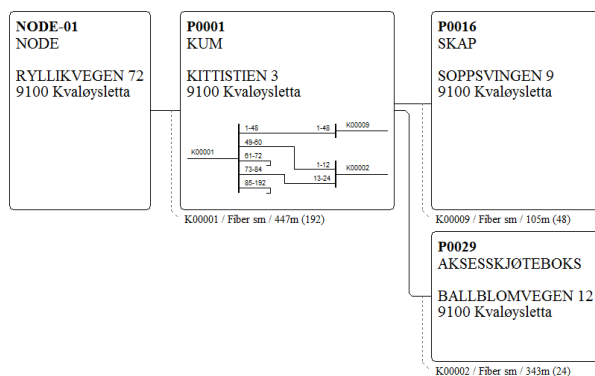 NODE-01
NODE
RYLLIKVEGEN 72
9100 Kvaløysletta
P0001
KUM
KITTISTIEN 3
9100 Kvaløysletta
K00001
1-48
49-60
61-72
73-84
85-192
1-48
K00009
1-12
K00002
13-24
K00001 / Fiber sm / 447m (192)
P0016
SKAP
SOPPSVINGEN 9
9100 Kvaløysletta
K00009 / Fiber sm / 105m (48)
P0029
AKSESSKJØTEBOKS
BALLBLOMVEGEN 12
9100 Kvaløysletta
K00002 / Fiber sm / 343m (24)